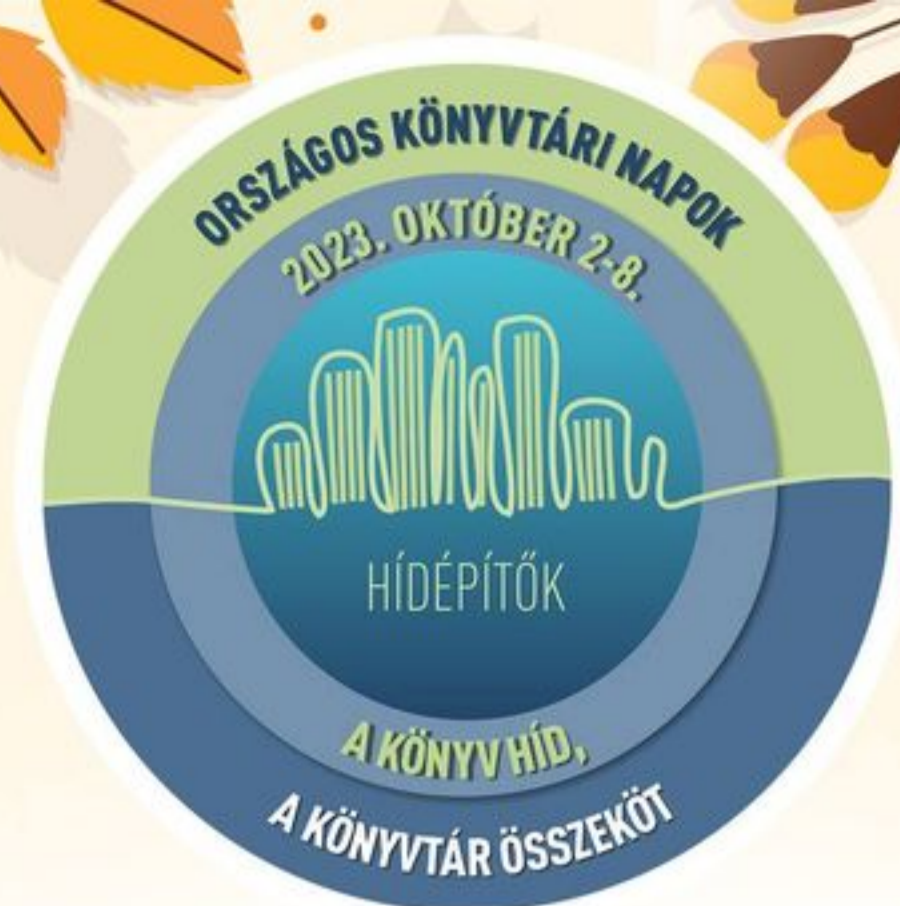 ORSZÁGOS KÖNYVTÁRI NAPOK
2023. OKTÓBER 2-8.
HÍDÉPÍTŐK
A KÖNYV HÍD,
A KÖNYVTÁR ÖSSZEKÖT